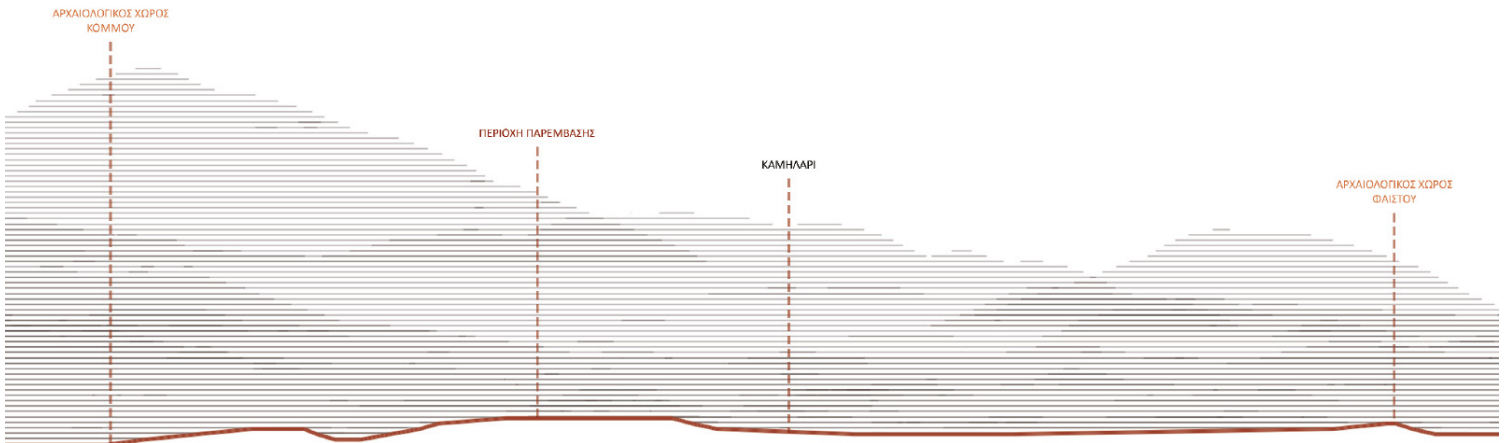 ΑΡΧΑΙΟΛΟΓΙΚΟΣ ΧΩΡΟΣ
ΚΟΜΜΟΥ
ΠΕΡΙΟΧΗ ΠΑΡΕΜΒΑΣΗΣ
ΚΑΜΗΛΑΡΙ
ΑΡΧΑΙΟΛΟΓΙΚΟΣ ΧΩΡΟΣ
ΦΑΙΣΤΟΥ